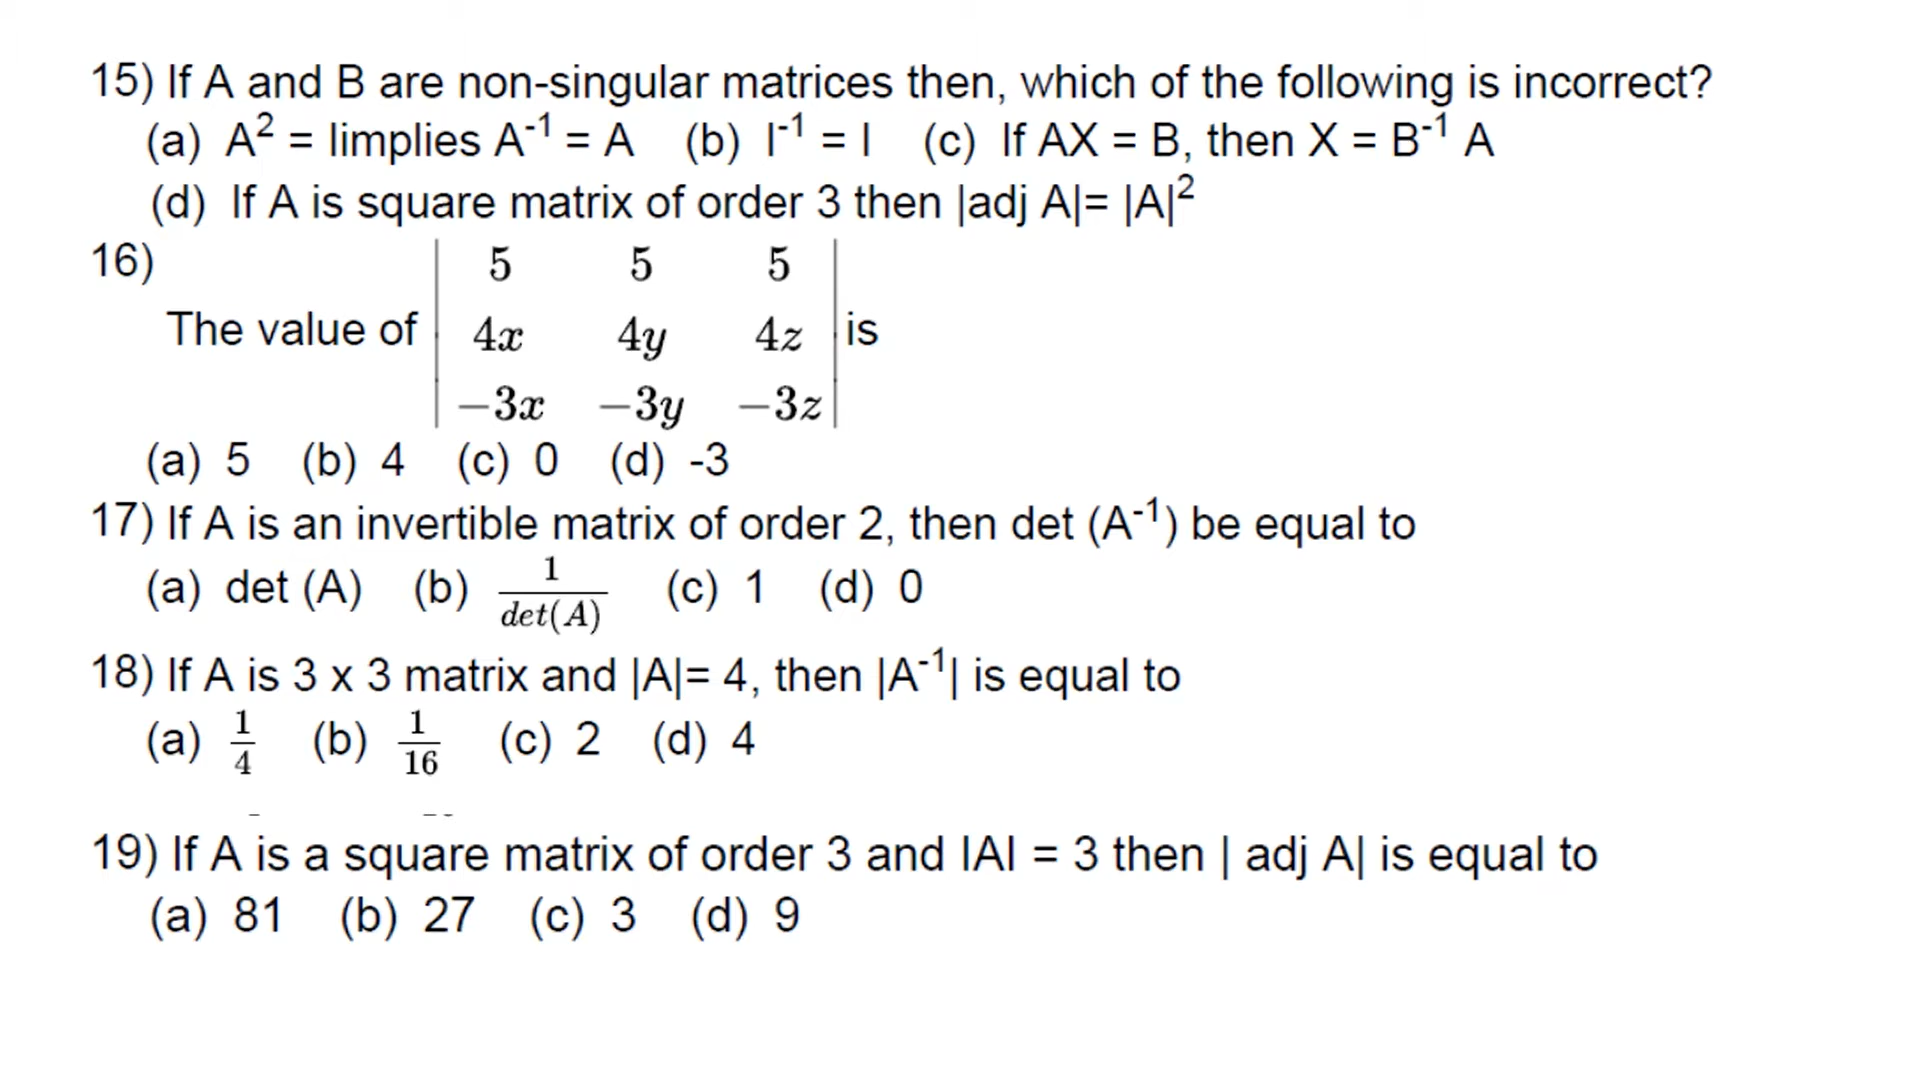 15) If A and B are non-singular matrices then, which of the following is incorrect?
(a) A² = Iimplies A⁻¹ = A (b) I⁻¹ = I (c) If AX = B, then X = B⁻¹ A
(d) If A is square matrix of order 3 then |adj A|= |A|²
16)
5 5 5
The value of | 4x 4y 4z | is
−3x −3y −3z
(a) 5 (b) 4 (c) 0 (d) -3
17) If A is an invertible matrix of order 2, then det (A⁻¹) be equal to
(a) det (A) (b) 1/det(A) (c) 1 (d) 0
18) If A is 3 x 3 matrix and |A|= 4, then |A⁻¹| is equal to
(a) 1/4 (b) 1/16 (c) 2 (d) 4
19) If A is a square matrix of order 3 and IAI = 3 then | adj A| is equal to
(a) 81 (b) 27 (c) 3 (d) 9